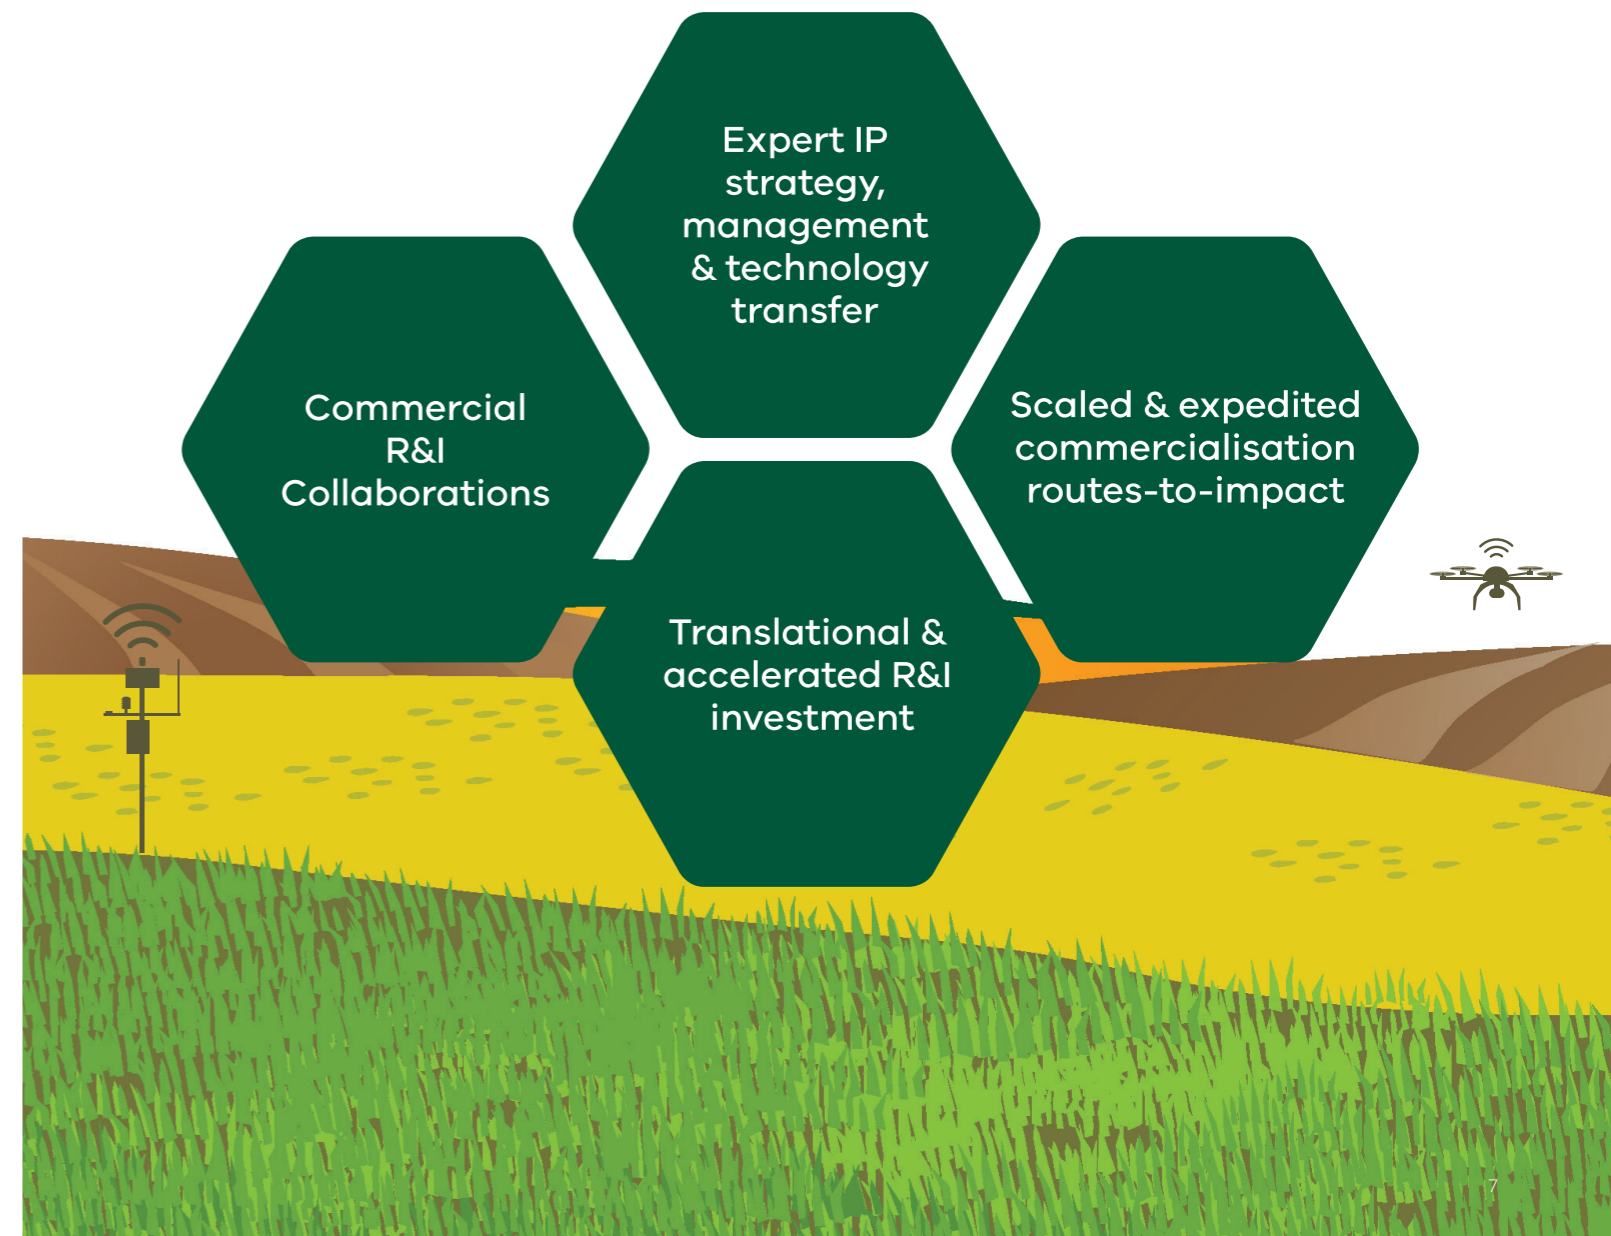 Expert IP
strategy,
management
& technology
transfer
Commercial
R&I
Collaborations
Scaled & expedited
commercialisation
routes-to-impact
Translational &
accelerated R&I
investment
7